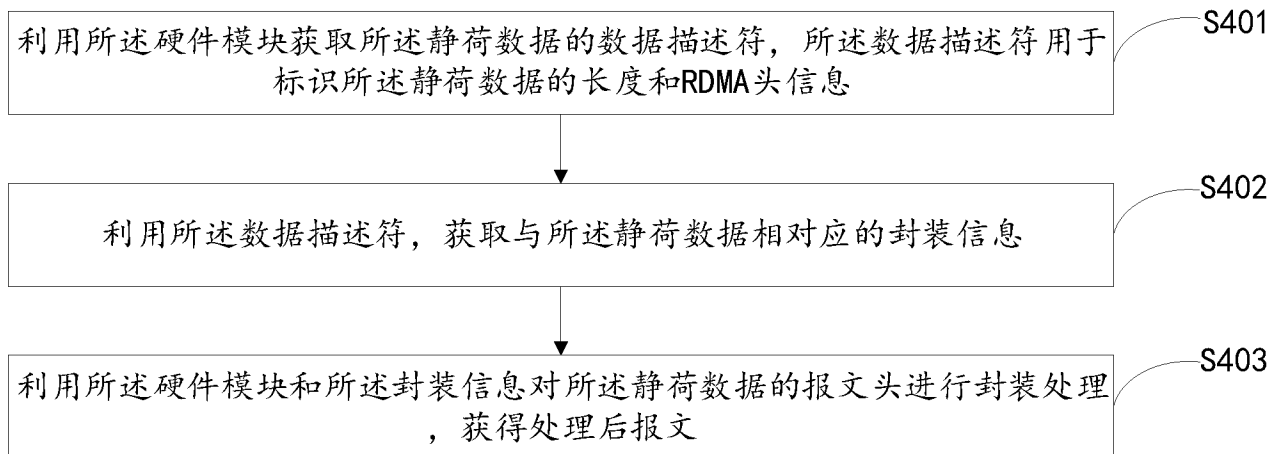 利用所述硬件模块获取所述静荷数据的数据描述符，所述数据描述符用于
标识所述静荷数据的长度和RDMA头信息
S401
利用所述数据描述符，获取与所述静荷数据相对应的封装信息
S402
利用所述硬件模块和所述封装信息对所述静荷数据的报文头进行封装处理
，获得处理后报文
S403